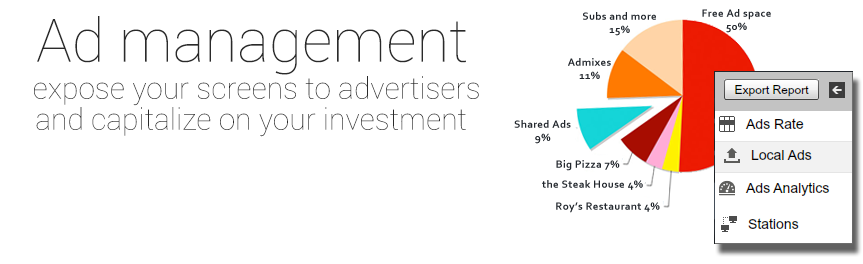 Ad management
expose your screens to advertisers
and capitalize on your investment
Subs and more
15%
Free Ad space
50%
Admixes
11%
Shared Ads
9%
Big Pizza 7%
the Steak House 4%
Roy's Restaurant 4%
Export Report
Ads Rate
Local Ads
Ads Analytics
Stations